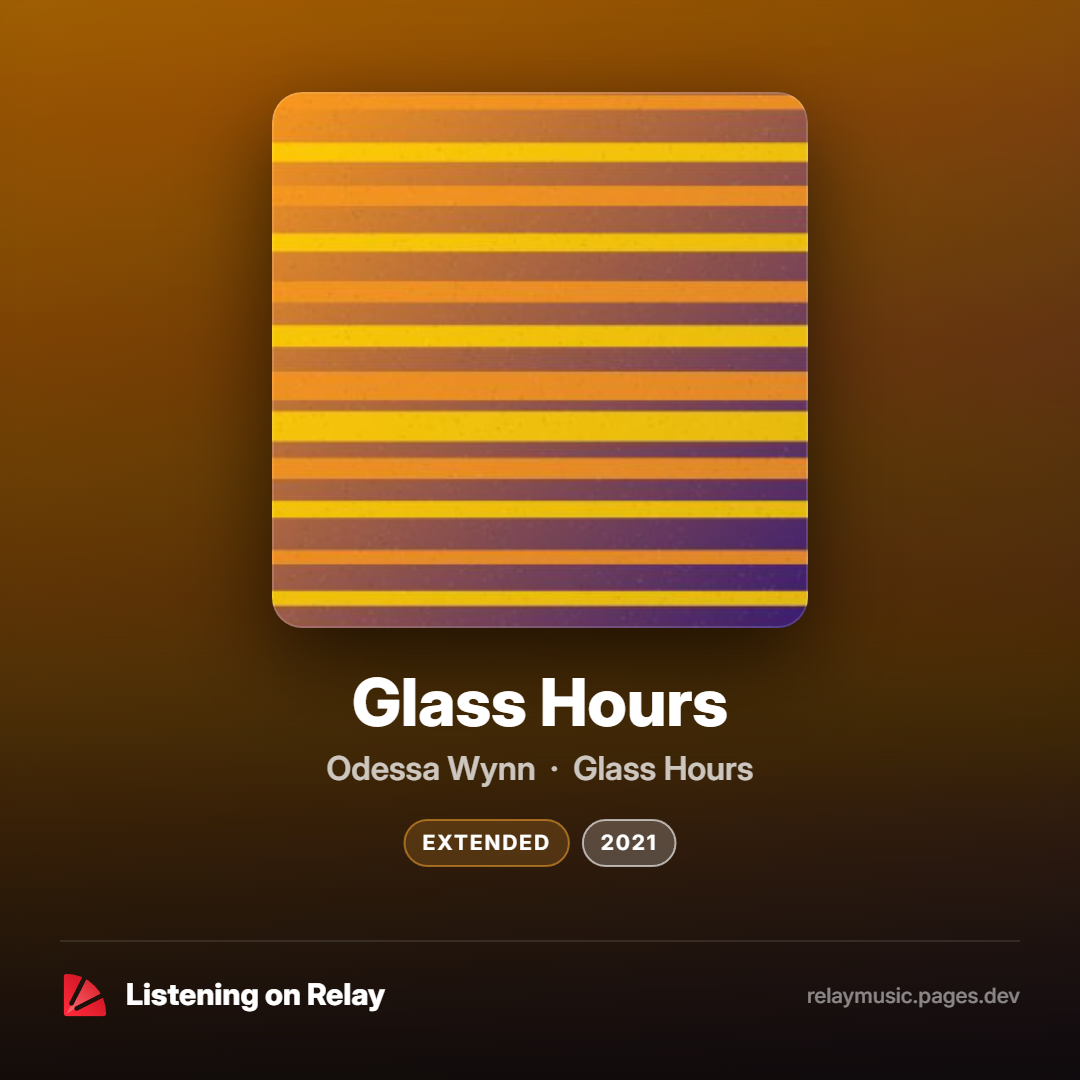 Glass Hours
Odessa Wynn · Glass Hours
EXTENDED 2021
Listening on Relay
relaymusic.pages.dev